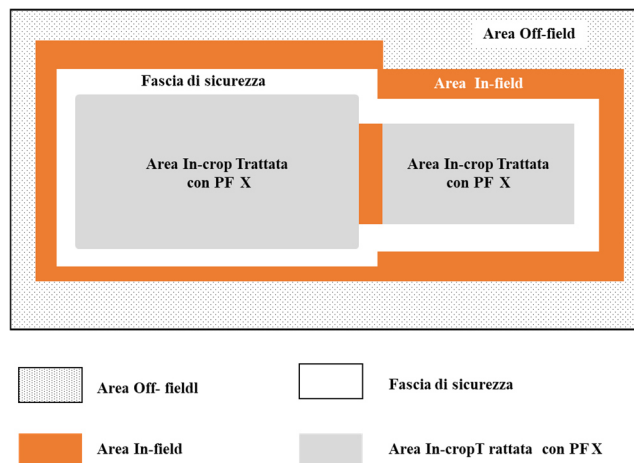 Area Off-field
Fascia di sicurezza
Area In-field
Area In-crop Trattata
con PF X
Area In-crop Trattata
con PF X
Area Off- fieldl
Fascia di sicurezza
Area In-field
Area In-cropT rattata con PF X